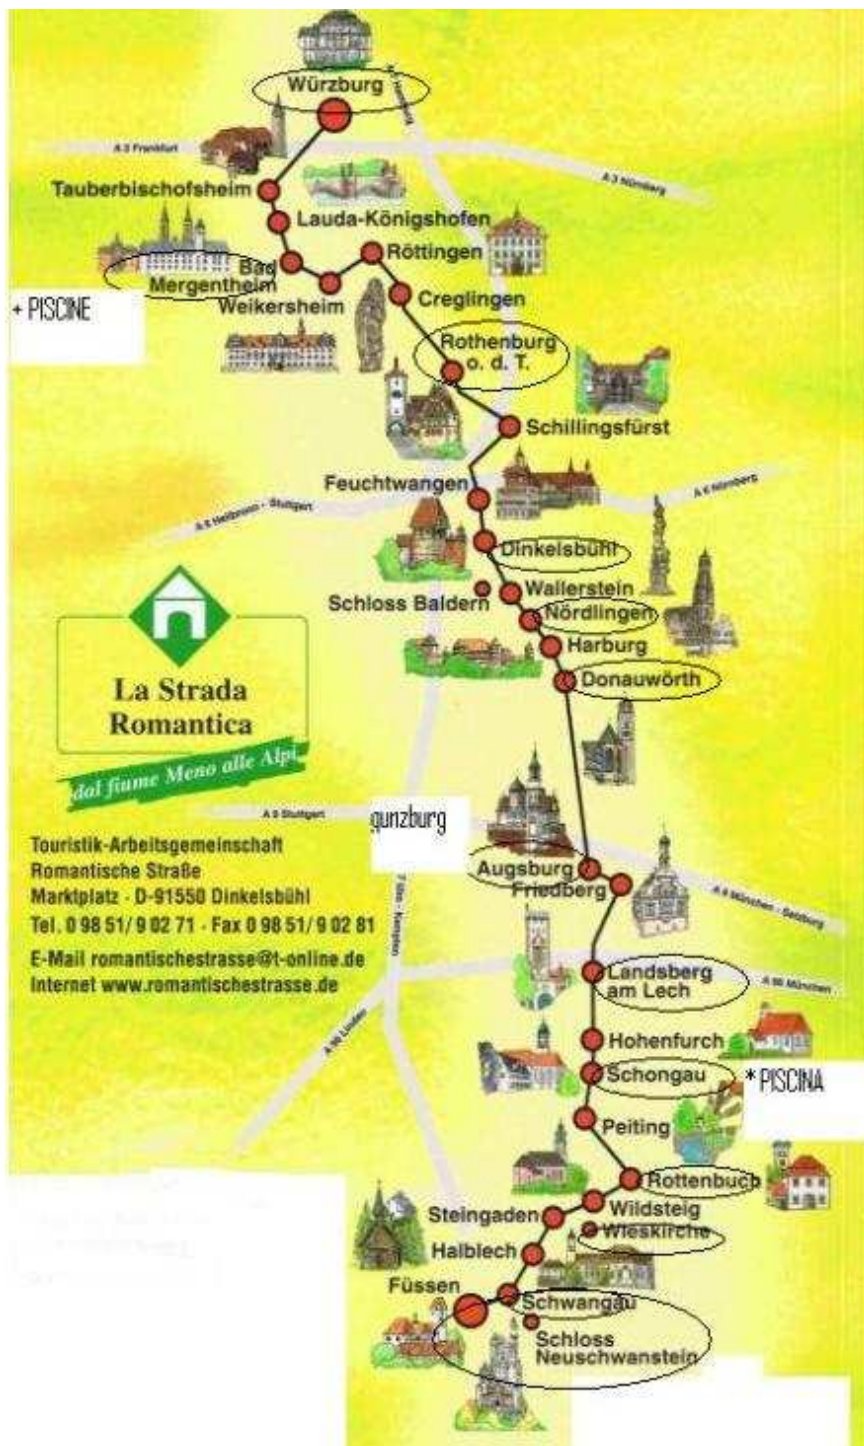 Würzburg
A 3 Frankfurt
A 3 Nürnberg
Tauberbischofsheim
Lauda-Königshofen
Röttingen
Bad
Mergentheim
Weikersheim
Creglingen
+ PISCINE
Rothenburg
o. d. T.
Schillingsfürst
Feuchtwangen
A 6 Heilbronn - Stuttgart
A 6 Nürnberg
Dinkelsbühl
Wallerstein
Schloss Baldern
Nördlingen
Harburg
Donauwörth
La Strada
Romantica
dal fiume Meno alle Alpi
A 8 Stuttgart
gunzburg
Touristik-Arbeitsgemeinschaft
Romantische Straße
Marktplatz · D-91550 Dinkelsbühl
Tel. 0 98 51/ 9 02 71 · Fax 0 98 51/ 9 02 81
E-Mail romantischestrasse@t-online.de
Internet www.romantischestrasse.de
Augsburg
Friedberg
München - Salzburg
Landsberg
am Lech
A 96 München
A 96 Lindau
Hohenfurch
Schongau
* PISCINA
Peiting
Rottenbuch
Wildsteig
Steingaden
Wieskirche
Halblech
Füssen
Schwangau
Schloss
Neuschwanstein